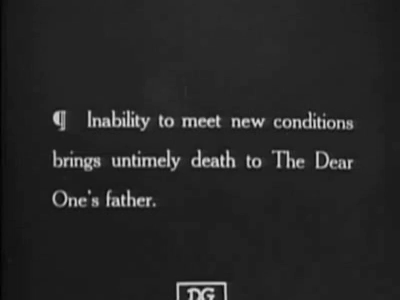 ¶ Inability to meet new conditions
brings untimely death to The Dear
One's father.
DG